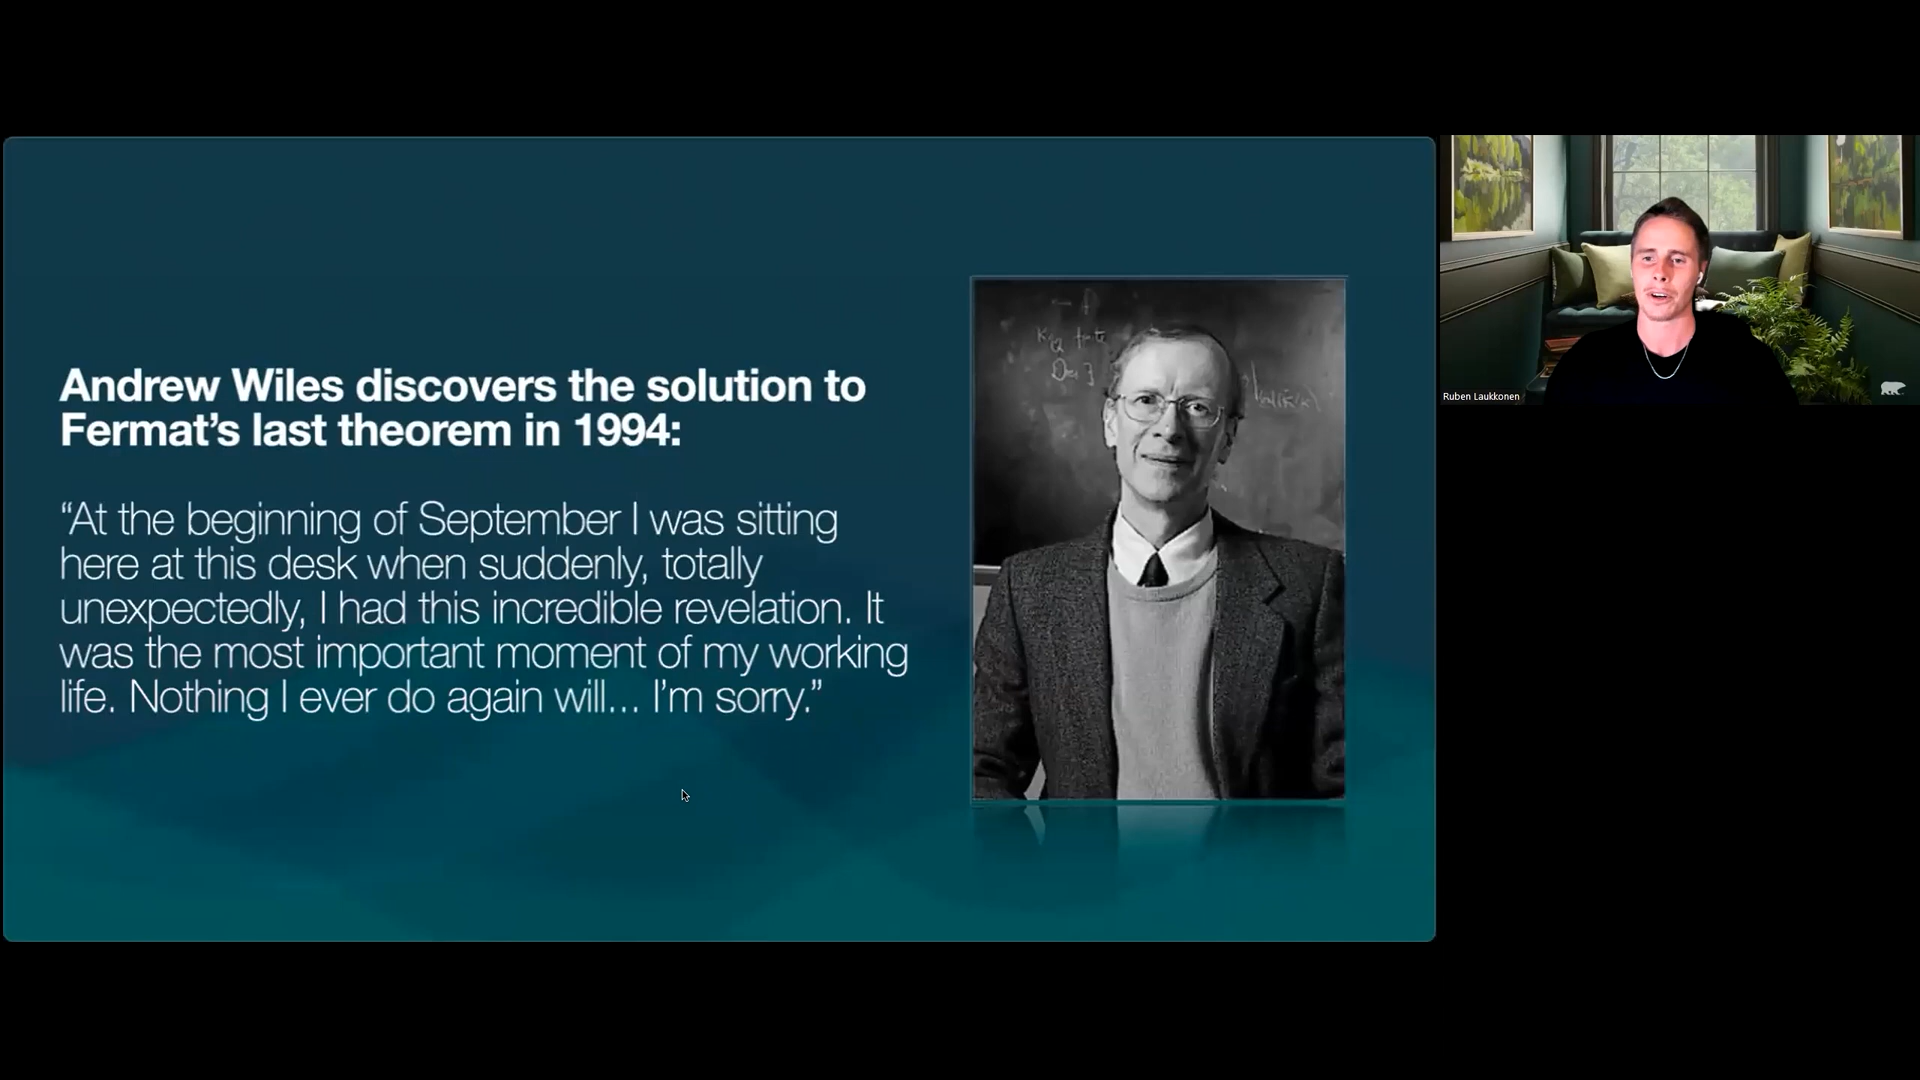 Andrew Wiles discovers the solution to
Fermat’s last theorem in 1994:
“At the beginning of September I was sitting
here at this desk when suddenly, totally
unexpectedly, I had this incredible revelation. It
was the most important moment of my working
life. Nothing I ever do again will... I’m sorry.”
Ruben Laukkonen